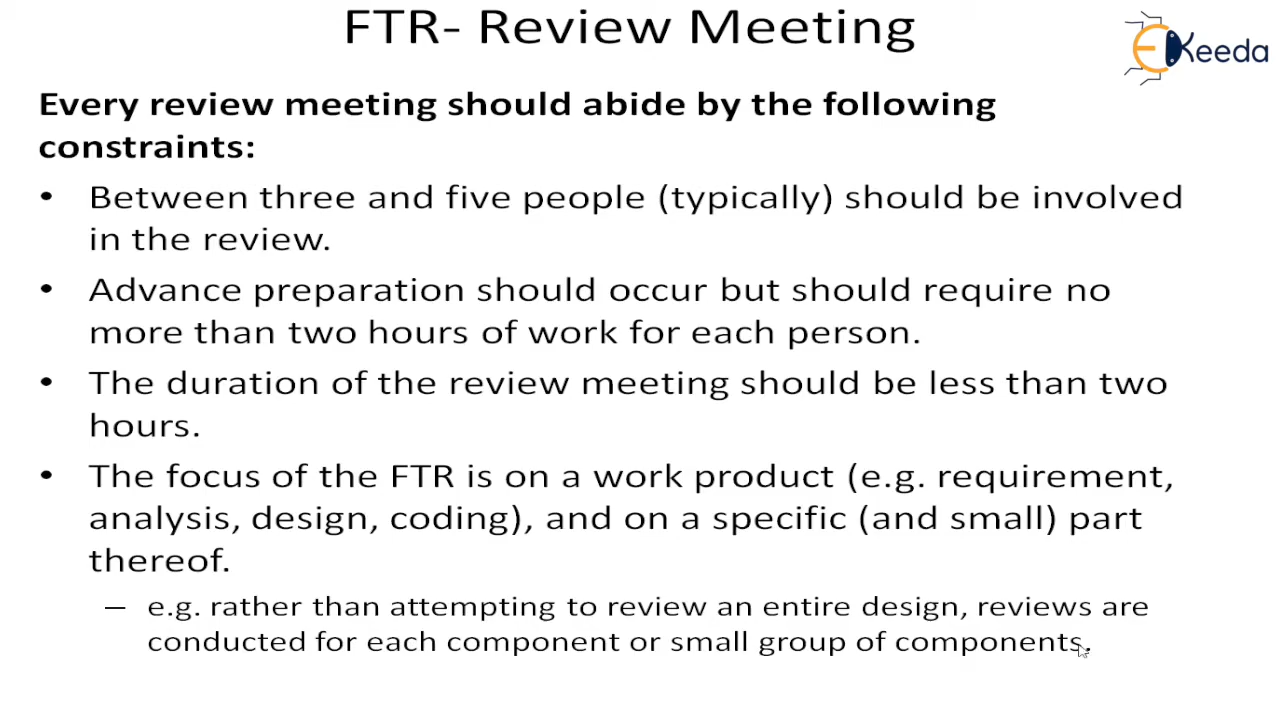 FTR- Review Meeting
EKeeda
Every review meeting should abide by the following
constraints:
• Between three and five people (typically) should be involved
in the review.
• Advance preparation should occur but should require no
more than two hours of work for each person.
• The duration of the review meeting should be less than two
hours.
• The focus of the FTR is on a work product (e.g. requirement,
analysis, design, coding), and on a specific (and small) part
thereof.
– e.g. rather than attempting to review an entire design, reviews are
conducted for each component or small group of components.